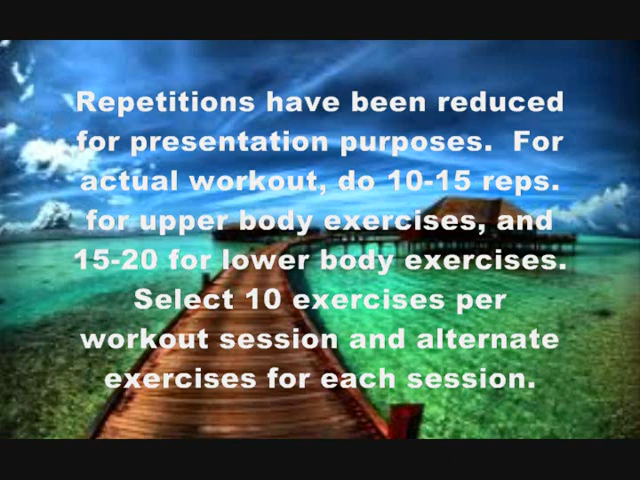 Repetitions have been reduced
for presentation purposes.  For
actual workout, do 10-15 reps.
for upper body exercises, and
15-20 for lower body exercises.
Select 10 exercises per
workout session and alternate
exercises for each session.